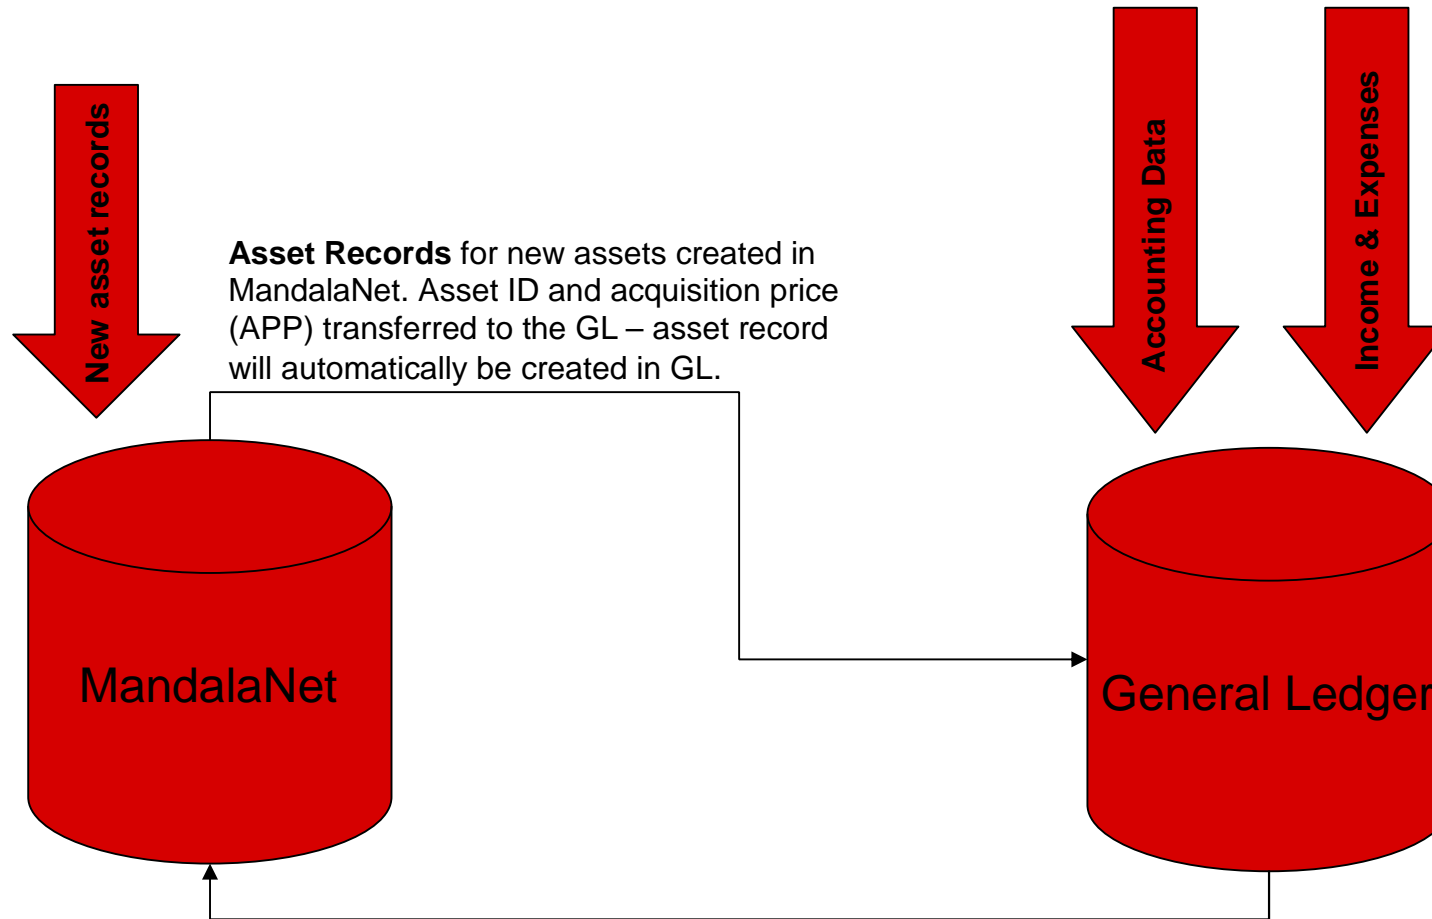 New asset records
Accounting Data
Income & Expenses
Asset Records for new assets created in
MandalaNet. Asset ID and acquisition price
(APP) transferred to the GL – asset record
will automatically be created in GL.
MandalaNet
General Ledger